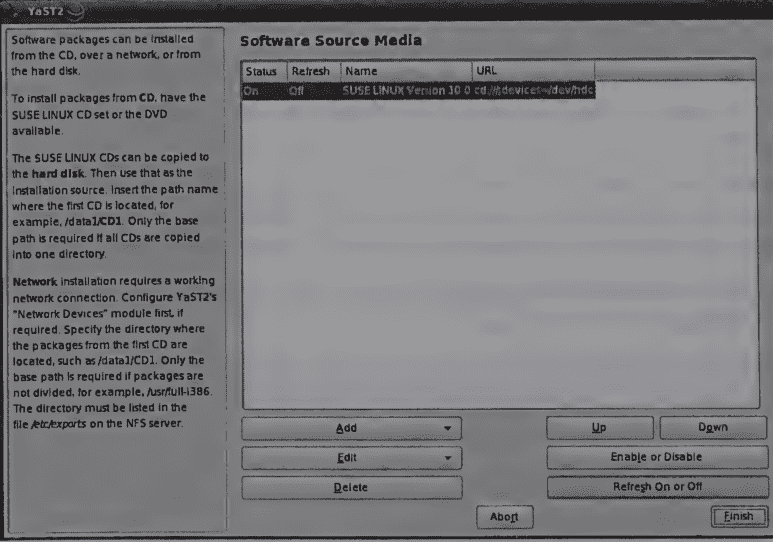 YaST2
Software packages can be installed
from the CD, over a network, or from
the hard disk.
To install packages from CD, have the
SUSE LINUX CD set or the DVD
available.
The SUSE LINUX CDs can be copied to
the hard disk. Then use that as the
installation source. Insert the path name
where the first CD is located, for
example, /data1/CD1. Only the base
path is required if all CDs are copied
into one directory.
Network installation requires a working
network connection. Configure YaST2's
"Network Devices" module first, if
required. Specify the directory where
the packages from the first CD are
located, such as /data1/CD1. Only the
base path is required if packages are
not divided, for example, /usr/full-i386.
The directory must be listed in the
file /etc/exports on the NFS server.
Software Source Media
Status Refresh Name URL
On Off SUSE LINUX Version 10.0 cd:///;devices=/dev/hdc
Add
Up Down
Edit
Enable or Disable
Delete
Refresh On or Off
Abort
Finish